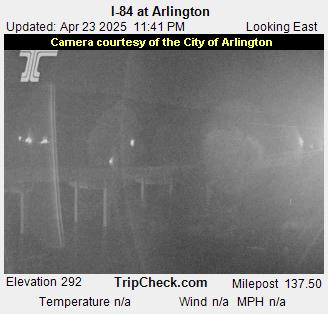 I-84 at Arlington
Updated: Apr 23 2025 11:41 PM Looking East
Camera courtesy of the City of Arlington
Elevation 292 TripCheck.com Milepost 137.50
Temperature n/a Wind n/a MPH n/a